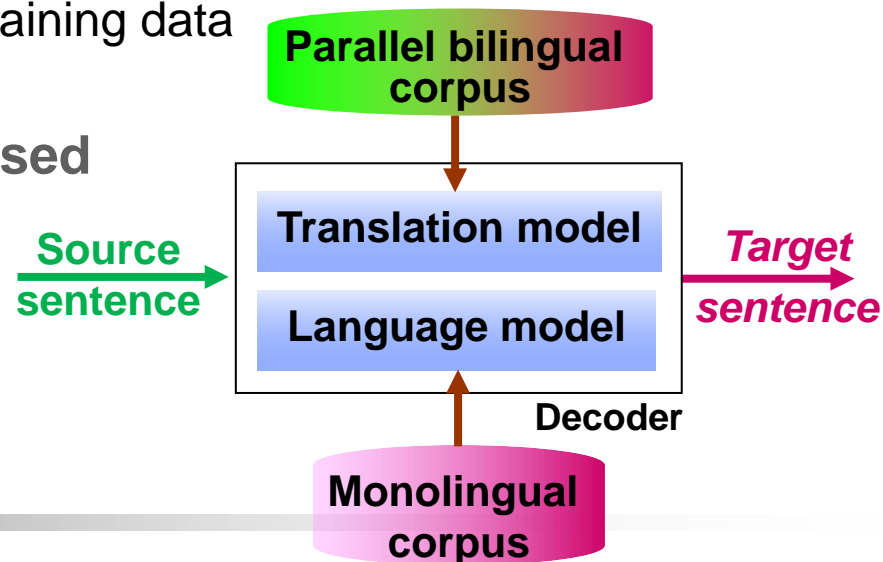 aining data
Parallel bilingual
corpus
sed
Translation model
Source
sentence
Target
sentence
Language model
Decoder
Monolingual
corpus